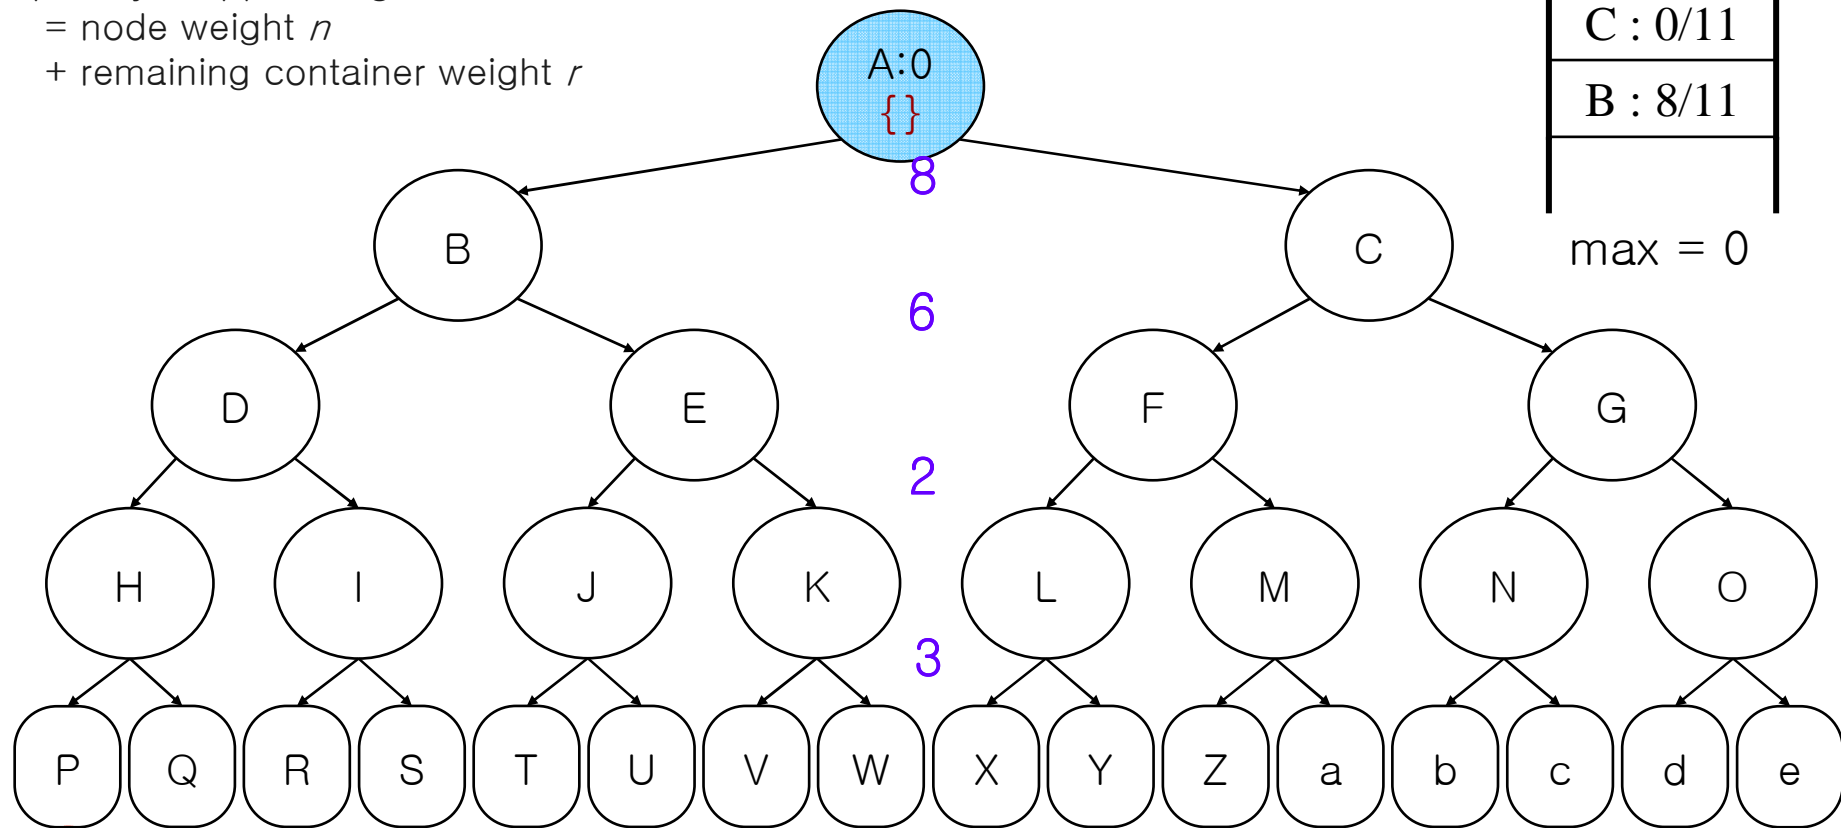 = node weight n
+ remaining container weight r
A:0
{}
C : 0/11
B : 8/11
max = 0
8
B
C
6
D
E
F
G
2
H
I
J
K
L
M
N
O
3
P
Q
R
S
T
U
V
W
X
Y
Z
a
b
c
d
e